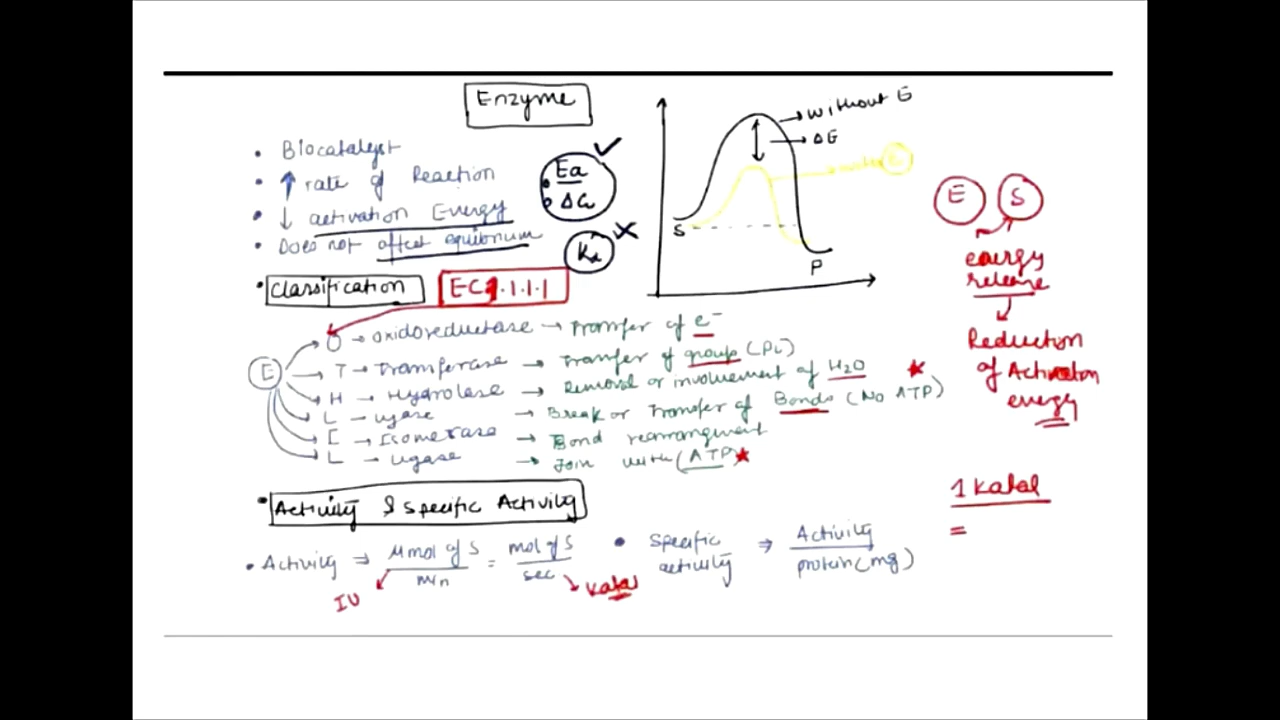 Enzyme
• Biocatalyst
• ↑ rate of Reaction
• ↓ activation Energy
• Does not affect equibrium
Ea
ΔG
without E
ΔG
S
P
E S
energy
release
Reduction
of Activation
energy
• Classification
EC 1.1.1.1
E
O → oxidoreductase → Transfer of e⁻
T → Transferase → Transfer of group (Pi)
H → Hydrolase → Removal or involvement of H2O
L → lyase → Break or Transfer of Bonds (No ATP)
I → Isomerase → Bond rearrangment
L → ligase → Join with (ATP)
• Activity & Specific Activity
• Activity ⇒ μmol of S / min = mol of S / sec
IU
Katal
• Specific activity ⇒ Activity / protein (mg)
1 Katal
=